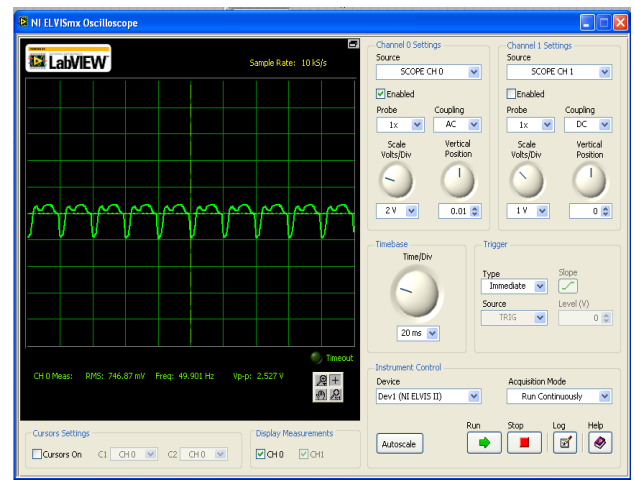 NI ELVISmx Oscilloscope
LabVIEW
Sample Rate: 10 kS/s
Timeout
CH 0 Meas: RMS: 746.87 mV Freq: 49.901 Hz Vp-p: 2.527 V
Cursors Settings
Cursors On C1 CH 0 C2 CH 0
Display Measurements
CH0 CH1
Channel 0 Settings
Source
SCOPE CH 0
Enabled
Probe Coupling
1x AC
Scale Vertical
Volts/Div Position
2 V 0.01
Channel 1 Settings
Source
SCOPE CH 1
Enabled
Probe Coupling
1x DC
Scale Vertical
Volts/Div Position
1 V 0
Timebase
Time/Div
20 ms
Trigger
Type Slope
Immediate
Source Level (V)
TRIG 0
Instrument Control
Device Acquisition Mode
Dev1 (NI ELVIS II) Run Continuously
Run Stop Log Help
Autoscale